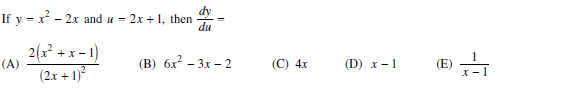 If y = x² – 2x and u = 2x + 1, then dy/du =
(A) 2(x² + x – 1)/(2x + 1)² (B) 6x² – 3x – 2 (C) 4x (D) x – 1 (E) 1/(x – 1)